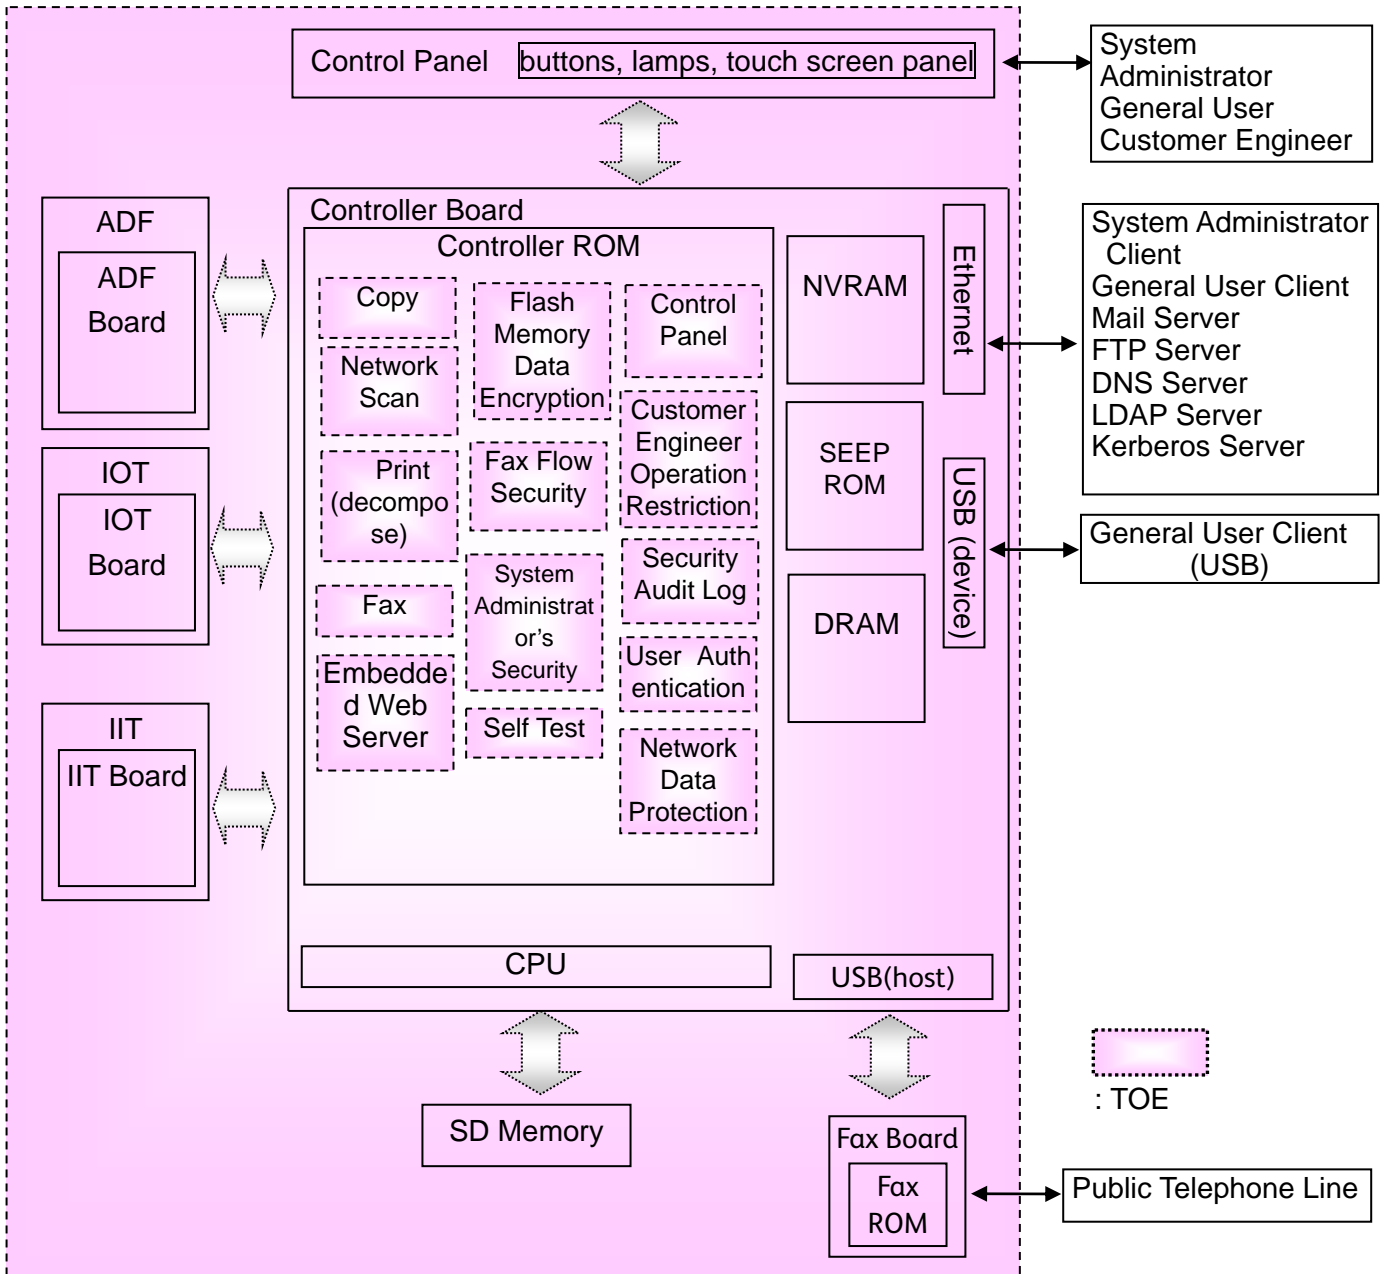 Control Panel buttons, lamps, touch screen panel
System
Administrator
General User
Customer Engineer
ADF
ADF
Board
IOT
IOT
Board
IIT
IIT Board
Controller Board
Controller ROM
Copy
Network
Scan
Print
(decompo
se)
Fax
Embedde
d Web
Server
Flash
Memory
Data
Encryption
Fax Flow
Security
System
Administrat
or's
Security
Self Test
Control
Panel
Customer
Engineer
Operation
Restriction
Security
Audit Log
User Auth
entication
Network
Data
Protection
NVRAM
SEEP
ROM
DRAM
Ethernet
USB (device)
System Administrator
Client
General User Client
Mail Server
FTP Server
DNS Server
LDAP Server
Kerberos Server
General User Client
(USB)
CPU
USB(host)
SD Memory
Fax Board
Fax
ROM
: TOE
Public Telephone Line